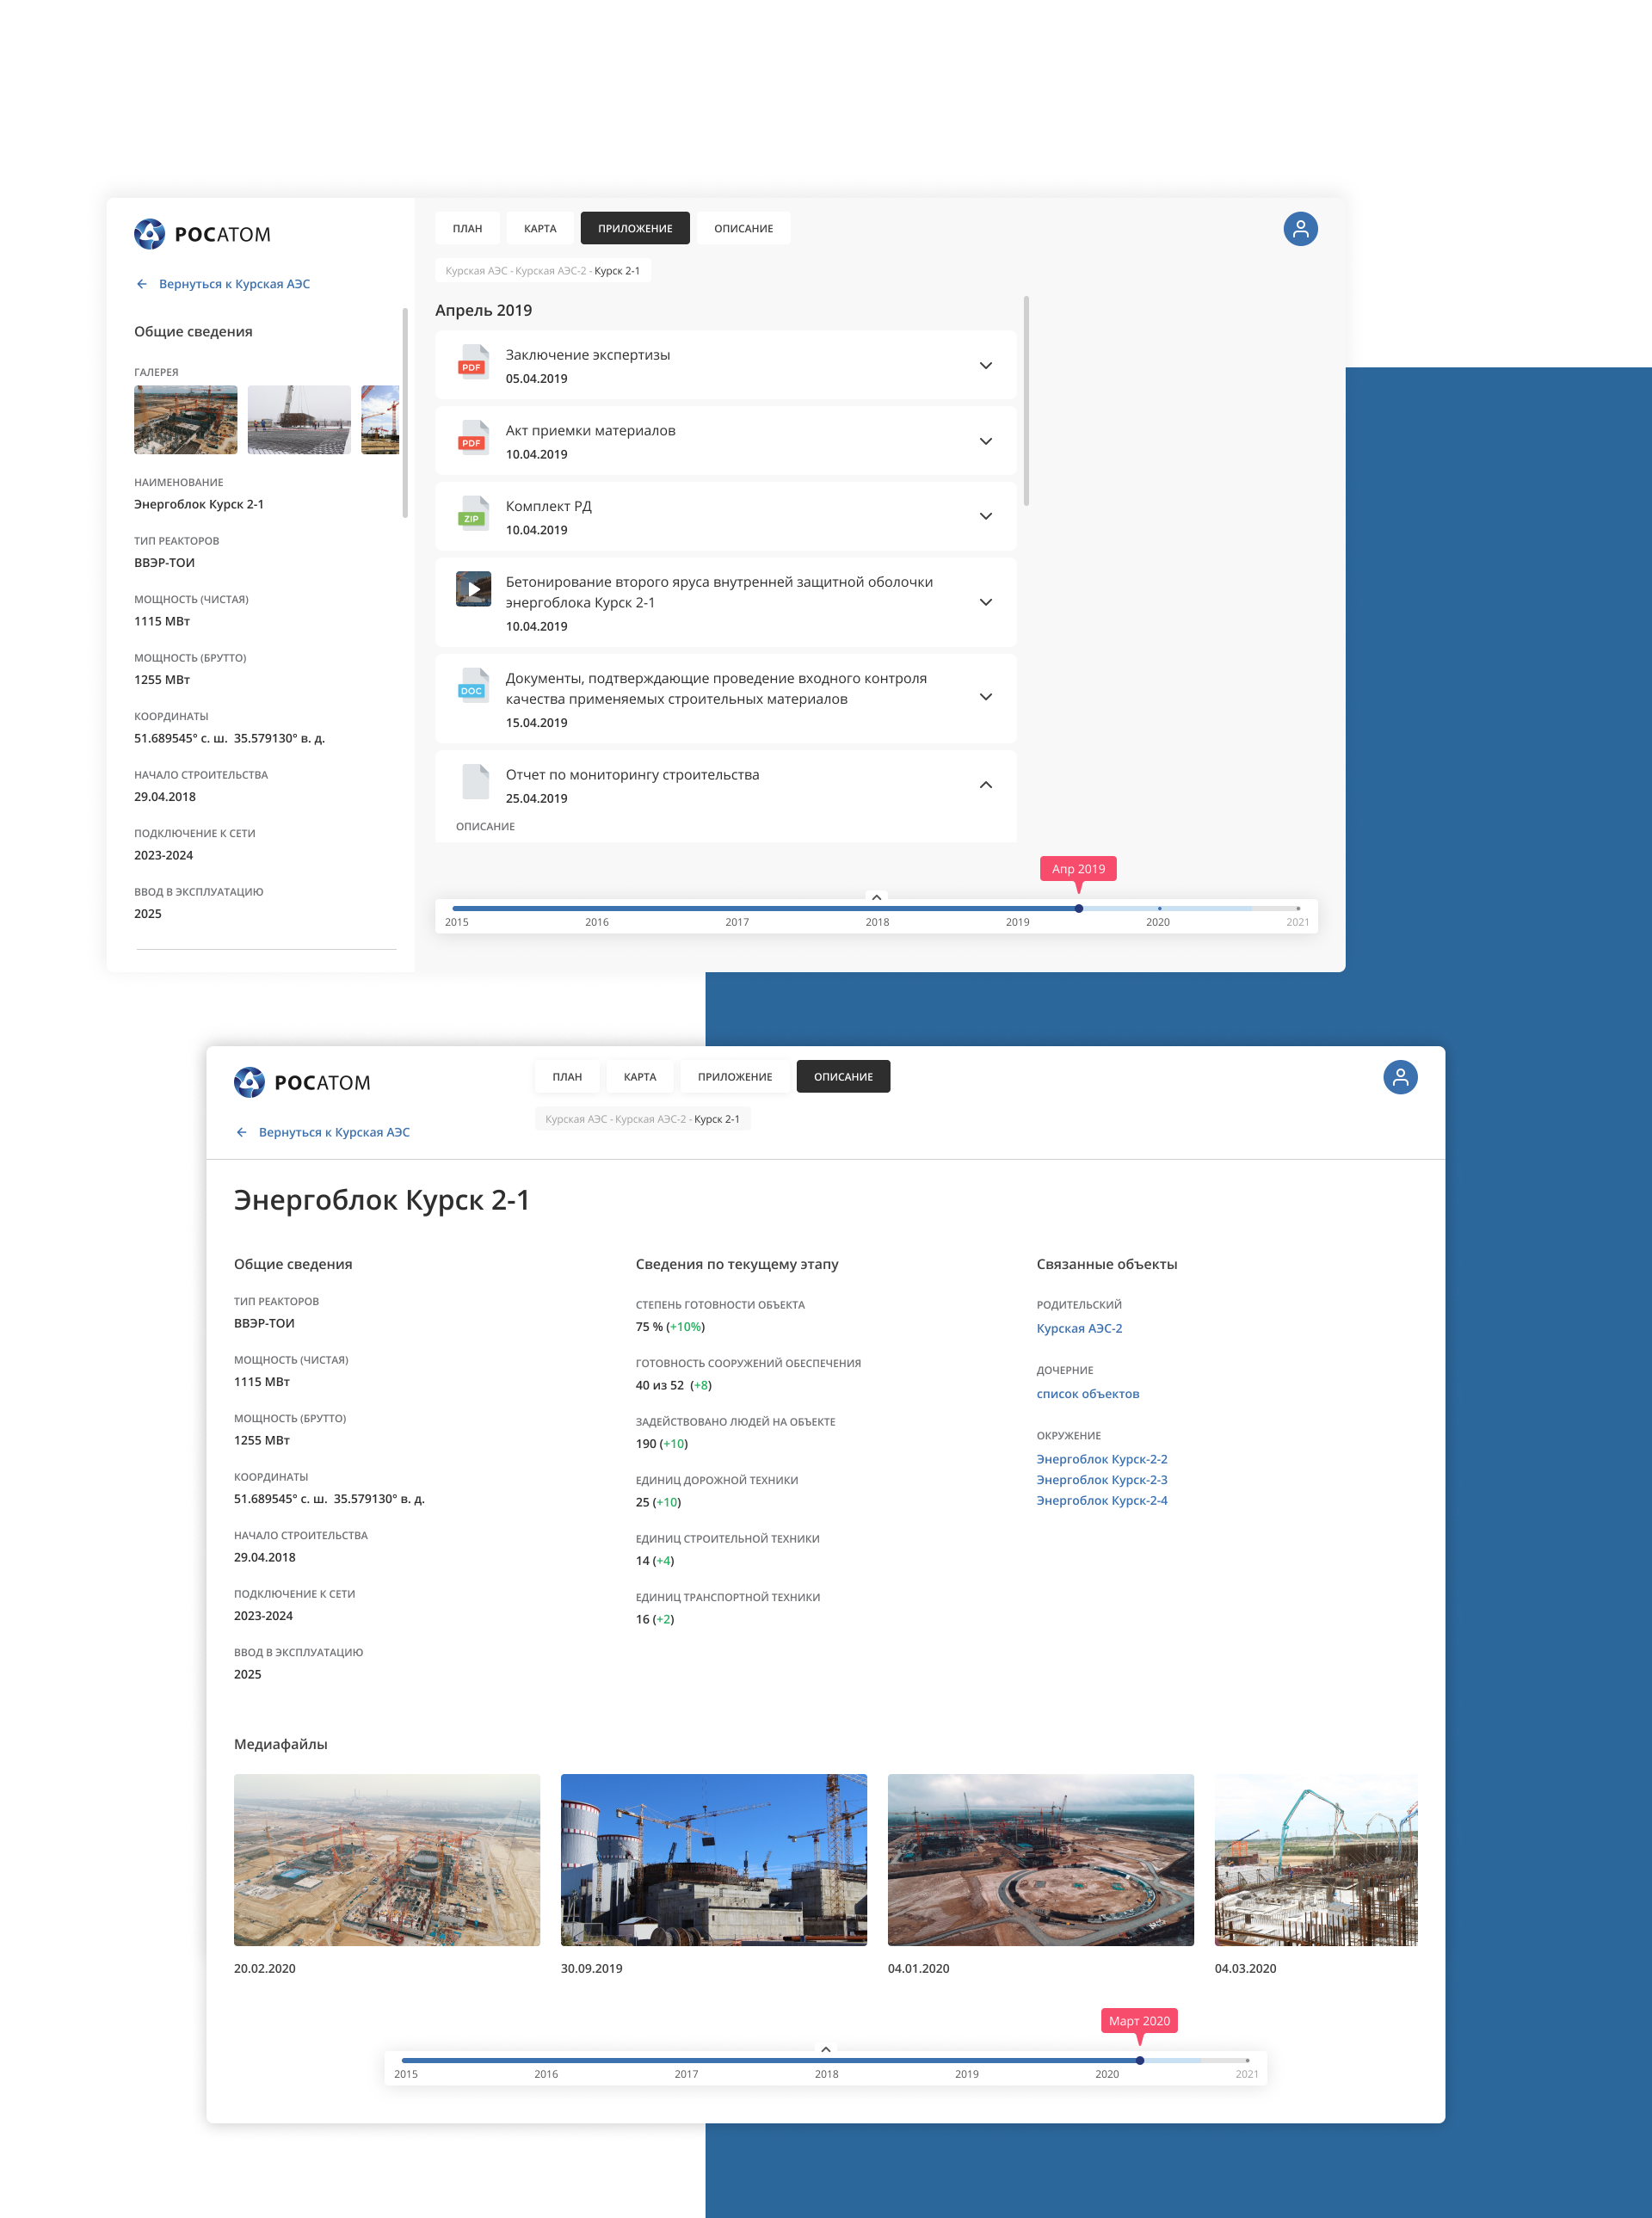 РОСАТОМ
Вернуться к Курская АЭС
Общие сведения
ГАЛЕРЕЯ
НАИМЕНОВАНИЕ
Энергоблок Курск 2-1
ТИП РЕАКТОРОВ
ВВЭР-ТОИ
МОЩНОСТЬ (ЧИСТАЯ)
1115 МВт
МОЩНОСТЬ (БРУТТО)
1255 МВт
КООРДИНАТЫ
51.689545° с. ш. 35.579130° в. д.
НАЧАЛО СТРОИТЕЛЬСТВА
29.04.2018
ПОДКЛЮЧЕНИЕ К СЕТИ
2023-2024
ВВОД В ЭКСПЛУАТАЦИЮ
2025
ПЛАН КАРТА ПРИЛОЖЕНИЕ ОПИСАНИЕ
Курская АЭС - Курская АЭС-2 - Курск 2-1
Апрель 2019
PDF
Заключение экспертизы
05.04.2019
PDF
Акт приемки материалов
10.04.2019
ZIP
Комплект РД
10.04.2019
Бетонирование второго яруса внутренней защитной оболочки
энергоблока Курск 2-1
10.04.2019
DOC
Документы, подтверждающие проведение входного контроля
качества применяемых строительных материалов
15.04.2019
Отчет по мониторингу строительства
25.04.2019
ОПИСАНИЕ
Апр 2019
2015 2016 2017 2018 2019 2020 2021
РОСАТОМ
Вернуться к Курская АЭС
ПЛАН КАРТА ПРИЛОЖЕНИЕ ОПИСАНИЕ
Курская АЭС - Курская АЭС-2 - Курск 2-1
Энергоблок Курск 2-1
Общие сведения
ТИП РЕАКТОРОВ
ВВЭР-ТОИ
МОЩНОСТЬ (ЧИСТАЯ)
1115 МВт
МОЩНОСТЬ (БРУТТО)
1255 МВт
КООРДИНАТЫ
51.689545° с. ш. 35.579130° в. д.
НАЧАЛО СТРОИТЕЛЬСТВА
29.04.2018
ПОДКЛЮЧЕНИЕ К СЕТИ
2023-2024
ВВОД В ЭКСПЛУАТАЦИЮ
2025
Сведения по текущему этапу
СТЕПЕНЬ ГОТОВНОСТИ ОБЪЕКТА
75 % (+10%)
ГОТОВНОСТЬ СООРУЖЕНИЙ ОБЕСПЕЧЕНИЯ
40 из 52 (+8)
ЗАДЕЙСТВОВАНО ЛЮДЕЙ НА ОБЪЕКТЕ
190 (+10)
ЕДИНИЦ ДОРОЖНОЙ ТЕХНИКИ
25 (+10)
ЕДИНИЦ СТРОИТЕЛЬНОЙ ТЕХНИКИ
14 (+4)
ЕДИНИЦ ТРАНСПОРТНОЙ ТЕХНИКИ
16 (+2)
Связанные объекты
РОДИТЕЛЬСКИЙ
Курская АЭС-2
ДОЧЕРНИЕ
список объектов
ОКРУЖЕНИЕ
Энергоблок Курск-2-2
Энергоблок Курск-2-3
Энергоблок Курск-2-4
Медиафайлы
20.02.2020
30.09.2019
04.01.2020
04.03.2020
Март 2020
2015 2016 2017 2018 2019 2020 2021